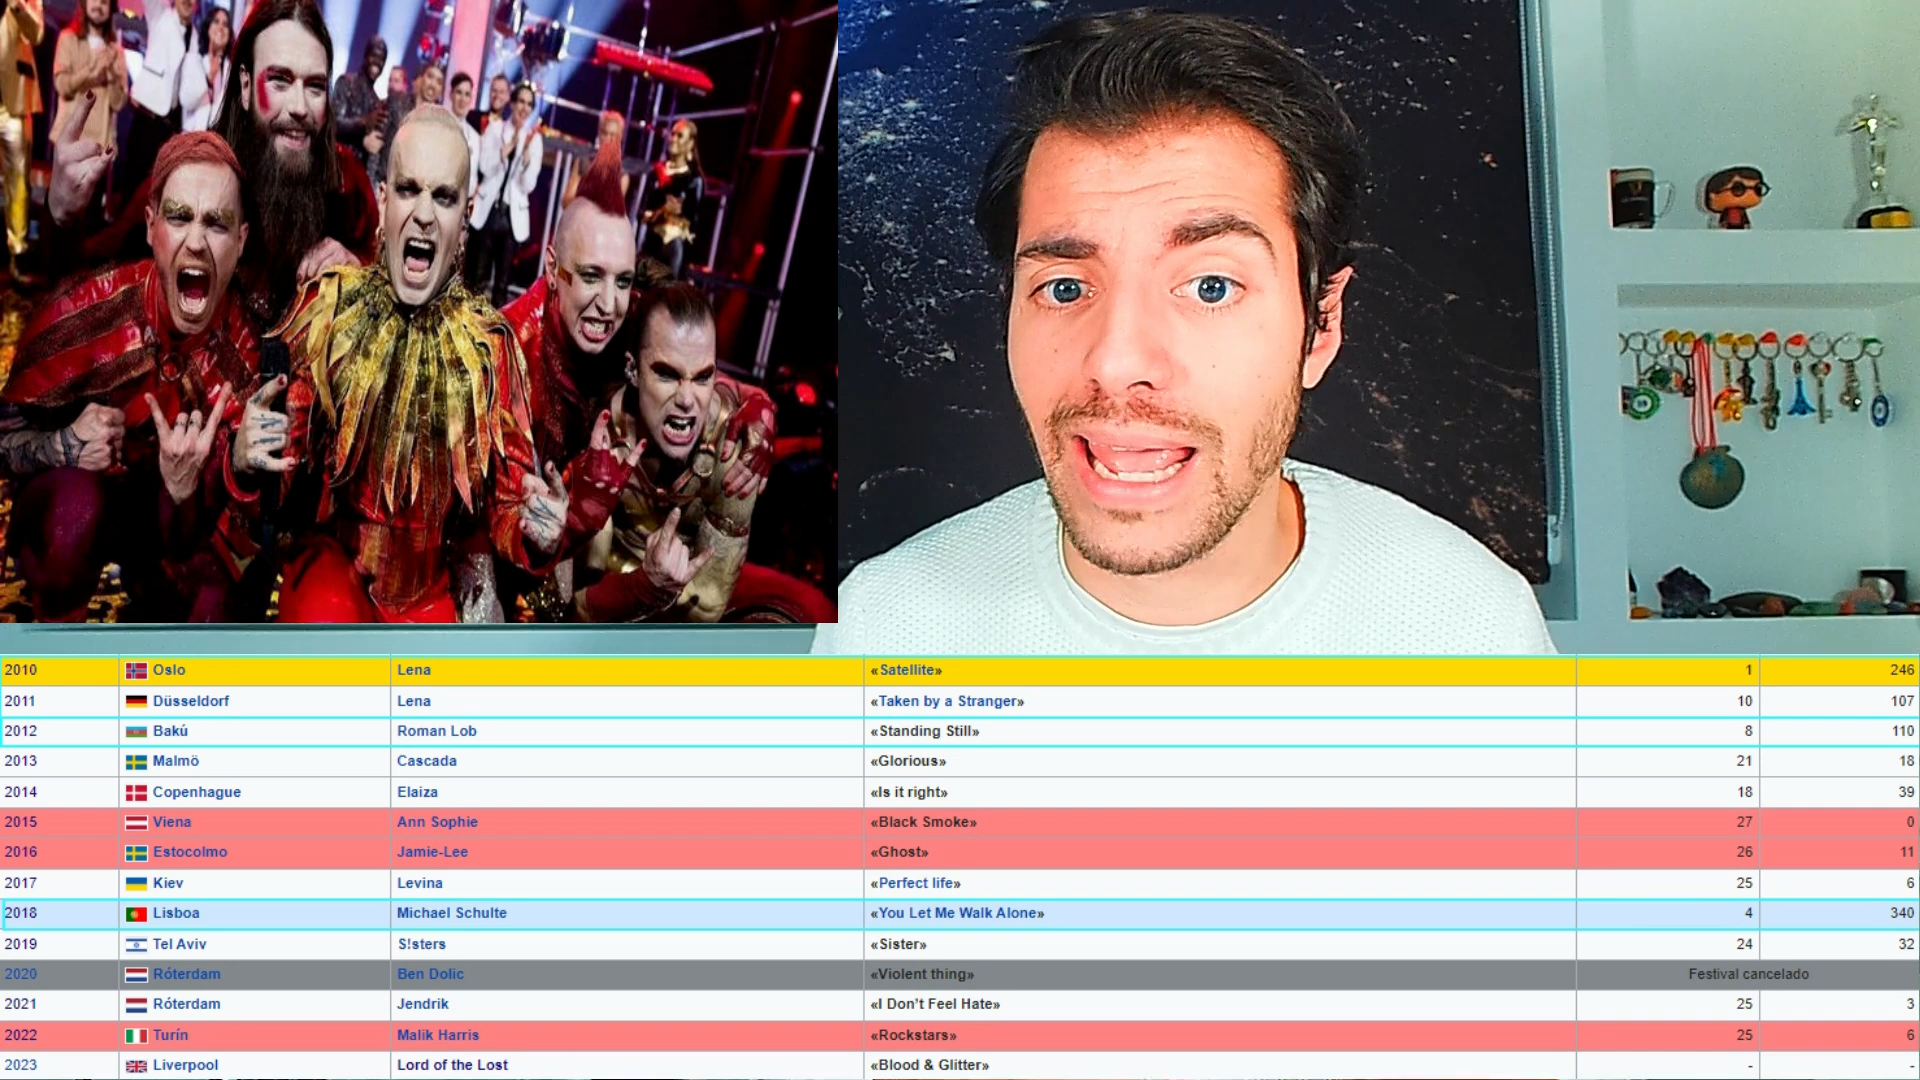 2010 Oslo Lena «Satellite» 1 246
2011 Düsseldorf Lena «Taken by a Stranger» 10 107
2012 Bakú Roman Lob «Standing Still» 8 110
2013 Malmö Cascada «Glorious» 21 18
2014 Copenhague Elaiza «Is it right» 18 39
2015 Viena Ann Sophie «Black Smoke» 27 0
2016 Estocolmo Jamie-Lee «Ghost» 26 11
2017 Kiev Levina «Perfect life» 25 6
2018 Lisboa Michael Schulte «You Let Me Walk Alone» 4 340
2019 Tel Aviv S!sters «Sister» 24 32
2020 Róterdam Ben Dolic «Violent thing» Festival cancelado
2021 Róterdam Jendrik «I Don't Feel Hate» 25 3
2022 Turín Malik Harris «Rockstars» 25 6
2023 Liverpool Lord of the Lost «Blood & Glitter» - -